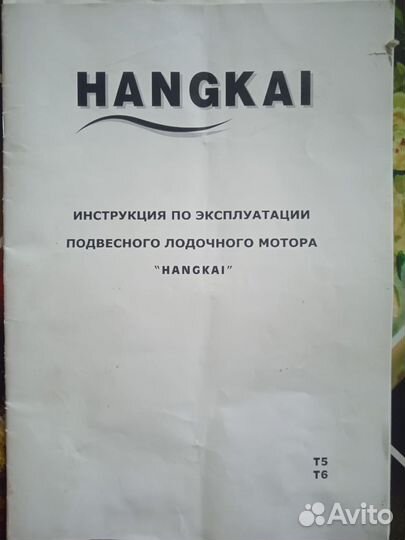 HANGKAI
ИНСТРУКЦИЯ ПО ЭКСПЛУАТАЦИИ
ПОДВЕСНОГО ЛОДОЧНОГО МОТОРА
"HANGKAI"
T5
T6
Avito